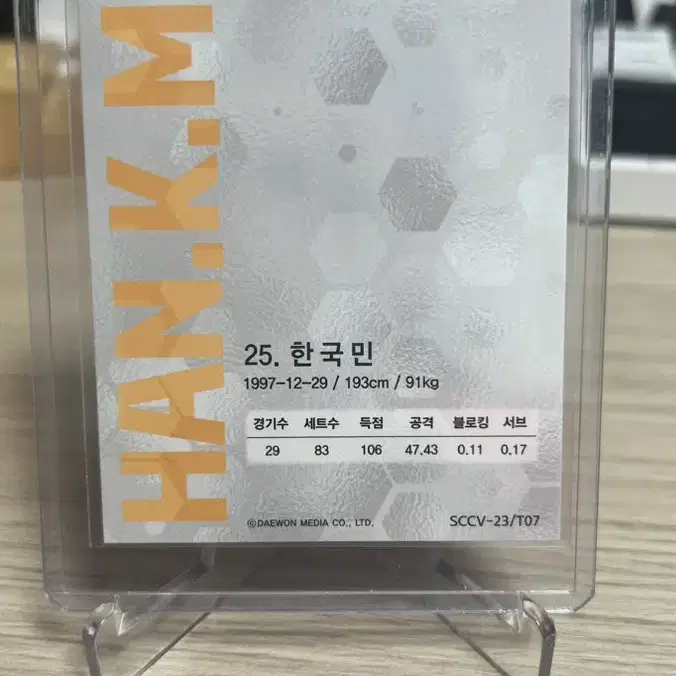 HAN.K.M
25. 한국민
1997-12-29 / 193cm / 91kg
경기수 세트수 득점 공격 블로킹 서브
29 83 106 47.43 0.11 0.17
©DAEWON MEDIA CO., LTD. SCCV-23/T07